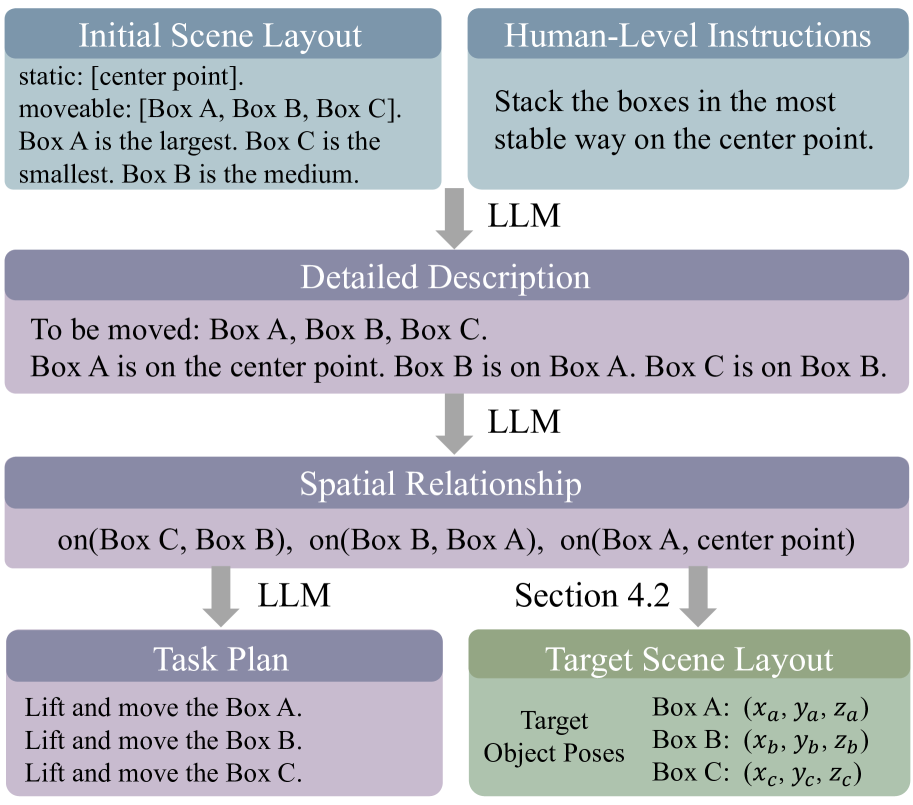 Initial Scene Layout
static: [center point].
moveable: [Box A, Box B, Box C].
Box A is the largest. Box C is the
smallest. Box B is the medium.
Human-Level Instructions
Stack the boxes in the most
stable way on the center point.
LLM
Detailed Description
To be moved: Box A, Box B, Box C.
Box A is on the center point. Box B is on Box A. Box C is on Box B.
LLM
Spatial Relationship
on(Box C, Box B), on(Box B, Box A), on(Box A, center point)
LLM
Section 4.2
Task Plan
Lift and move the Box A.
Lift and move the Box B.
Lift and move the Box C.
Target Scene Layout
Target
Object Poses
Box A: (xₐ, yₐ, zₐ)
Box B: (x_b, y_b, z_b)
Box C: (x_c, y_c, z_c)